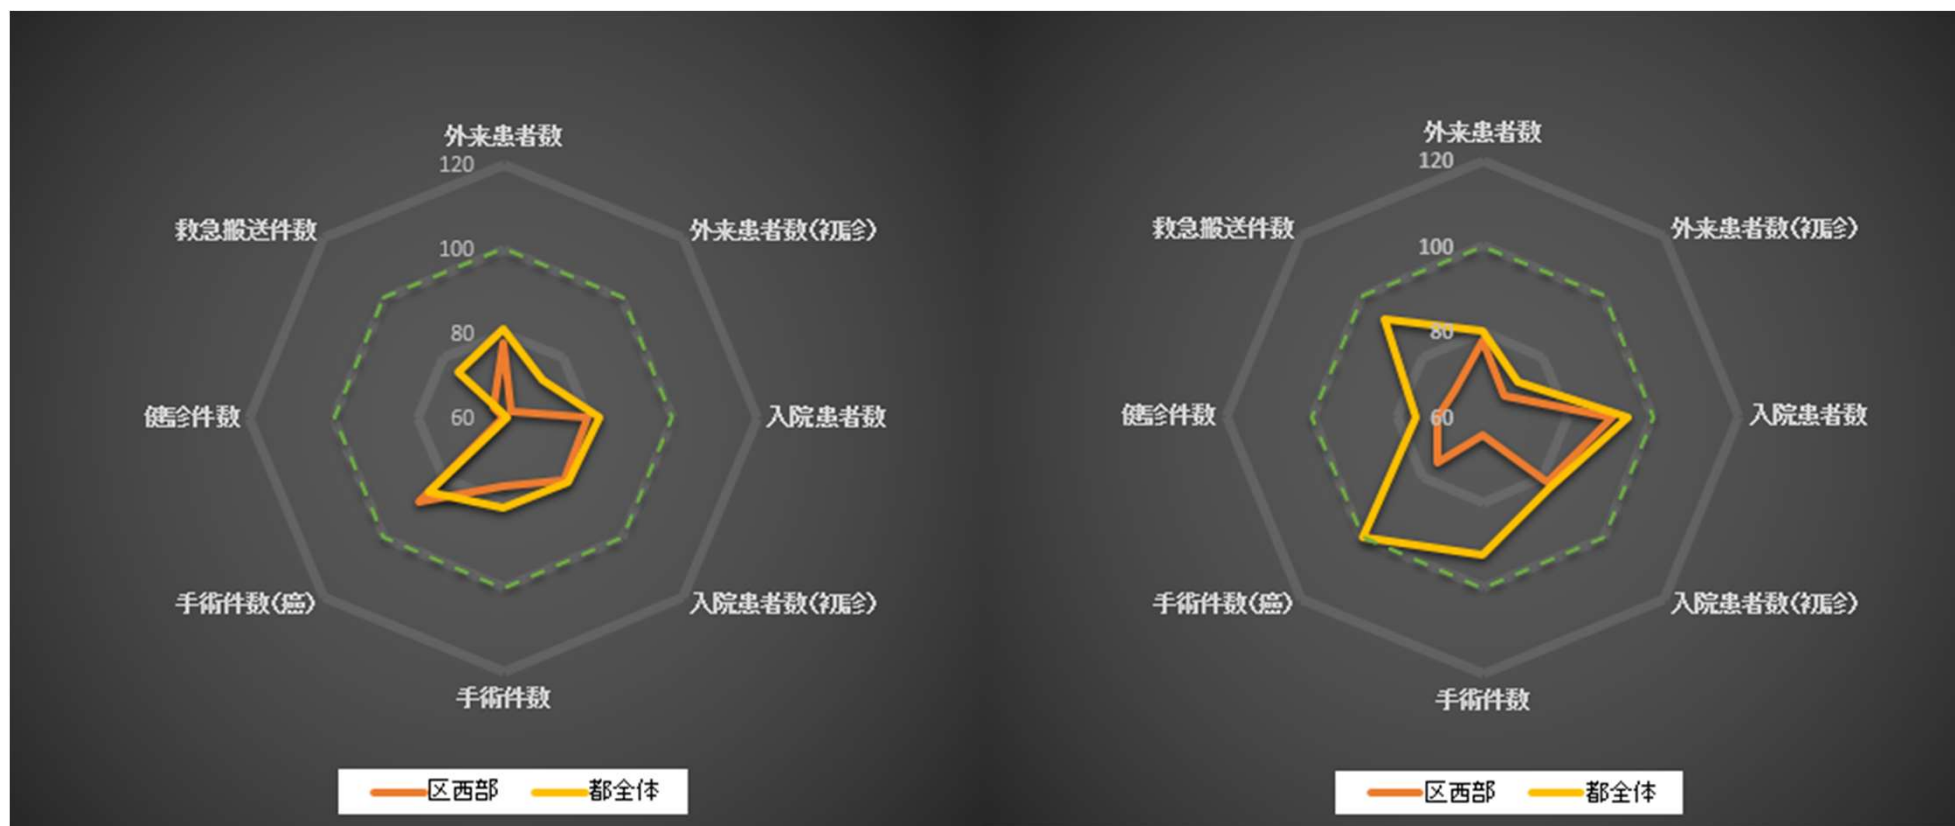 外来患者数
120
救急搬送件数
外来患者数(初診)
100
80
健診件数
60
入院患者数
手術件数(癌)
入院患者数(初診)
手術件数
区西部
都全体
外来患者数
120
救急搬送件数
外来患者数(初診)
100
80
健診件数
60
入院患者数
手術件数(癌)
入院患者数(初診)
手術件数
区西部
都全体